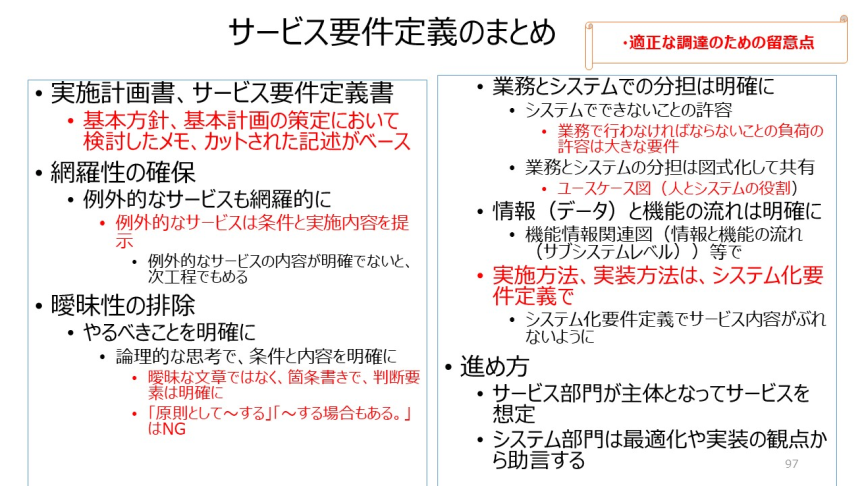 サービス要件定義のまとめ
・適正な調達のための留意点
• 実施計画書、サービス要件定義書
• 基本方針、基本計画の策定において
検討したメモ、カットされた記述がベース
• 網羅性の確保
• 例外的なサービスも網羅的に
• 例外的なサービスは条件と実施内容を提
示
• 例外的なサービスの内容が明確でないと、
次工程でもめる
• 曖昧性の排除
• やるべきことを明確に
• 論理的な思考で、条件と内容を明確に
• 曖昧な文章ではなく、箇条書きで、判断要
素は明確に
• 「原則として～する」「～する場合もある。」
はNG
• 業務とシステムでの分担は明確に
• システムでできないことの許容
• 業務で行わなければならないことの負荷の
許容は大きな要件
• 業務とシステムの分担は図式化して共有
• ユースケース図（人とシステムの役割）
• 情報（データ）と機能の流れは明確に
• 機能情報関連図（情報と機能の流れ
（サブシステムレベル））等で
• 実施方法、実装方法は、システム化要
件定義で
• システム化要件定義でサービス内容がぶれ
ないように
• 進め方
• サービス部門が主体となってサービスを
想定
• システム部門は最適化や実装の観点か
ら助言する
97